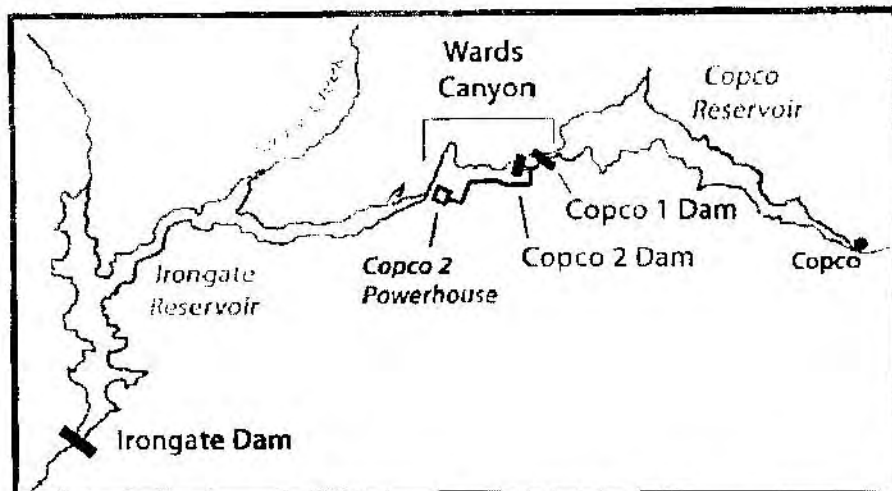 Wards
Canyon
Copco
Reservoir
Copco 1 Dam
Copco 2 Dam
Copco
Copco 2
Powerhouse
Irongate
Reservoir
Irongate Dam